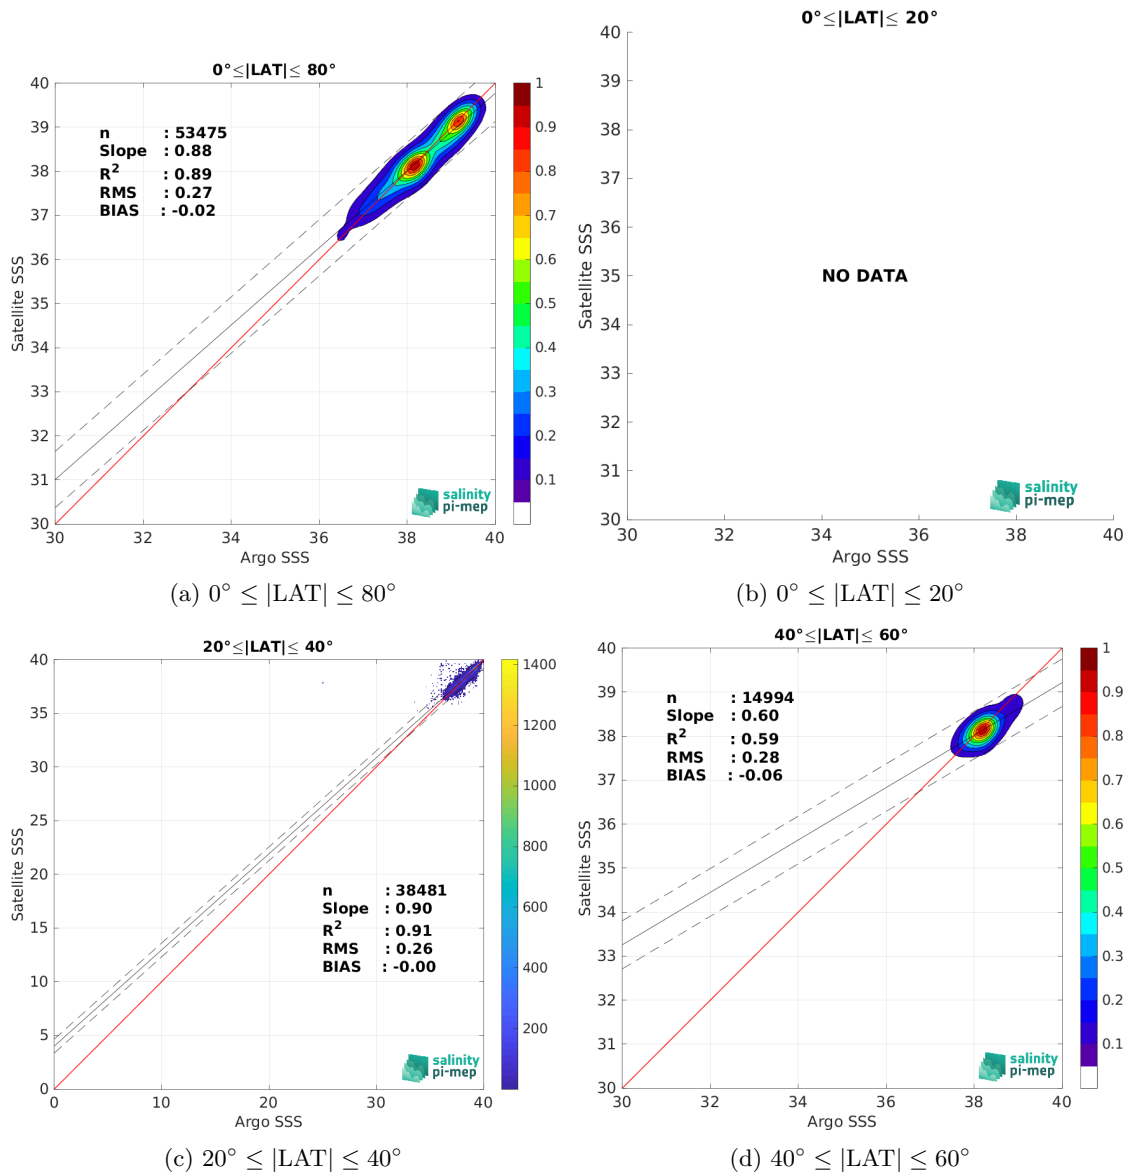 0°≤|LAT|≤ 80°
40
39
38
37
36
35
34
33
32
31
30
Satellite SSS
n : 53475
Slope : 0.88
R² : 0.89
RMS : 0.27
BIAS : -0.02
salinity
pi-mep
30 32 34 36 38 40
Argo SSS
1
0.9
0.8
0.7
0.6
0.5
0.4
0.3
0.2
0.1
(a) 0° ≤ |LAT| ≤ 80°
0°≤|LAT|≤ 20°
40
39
38
37
36
35
34
33
32
31
30
Satellite SSS
NO DATA
salinity
pi-mep
30 32 34 36 38 40
Argo SSS
(b) 0° ≤ |LAT| ≤ 20°
20°≤|LAT|≤ 40°
40
35
30
25
20
15
10
5
0
Satellite SSS
n : 38481
Slope : 0.90
R² : 0.91
RMS : 0.26
BIAS : -0.00
salinity
pi-mep
0 10 20 30 40
Argo SSS
1400
1200
1000
800
600
400
200
(c) 20° ≤ |LAT| ≤ 40°
40°≤|LAT|≤ 60°
40
39
38
37
36
35
34
33
32
31
30
Satellite SSS
n : 14994
Slope : 0.60
R² : 0.59
RMS : 0.28
BIAS : -0.06
salinity
pi-mep
30 32 34 36 38 40
Argo SSS
1
0.9
0.8
0.7
0.6
0.5
0.4
0.3
0.2
0.1
(d) 40° ≤ |LAT| ≤ 60°